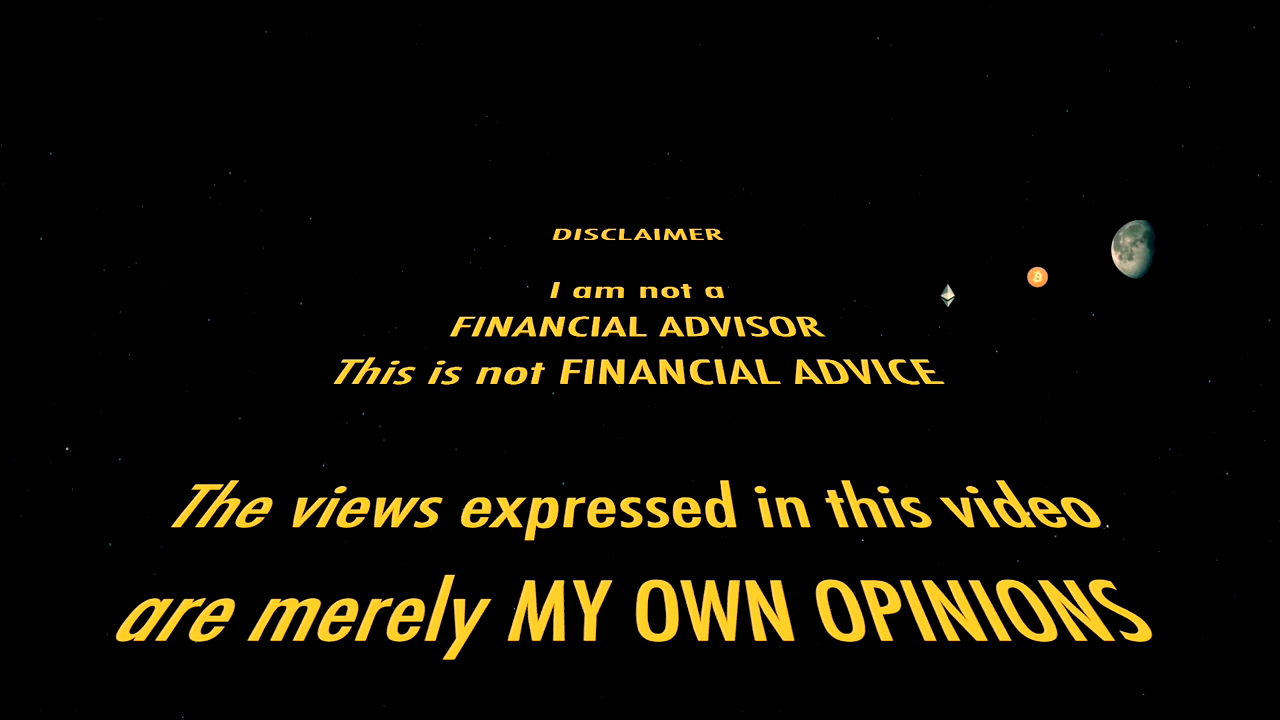 DISCLAIMER
I am not a
FINANCIAL ADVISOR
This is not FINANCIAL ADVICE
The views expressed in this video
are merely MY OWN OPINIONS